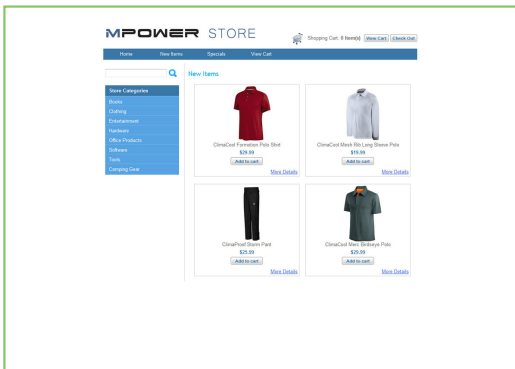 MPOWER STORE
Shopping Cart: 0 Item(s) View Cart Check Out
Home New Items Specials View Cart
New Items
Store Categories
Books
Clothing
Entertainment
Hardware
Office Products
Software
Tools
Camping Gear
ClimaCool Formotion Polo Shirt
$29.99
Add to cart
More Details
ClimaCool Mesh Rib Long Sleeve Polo
$19.99
Add to cart
More Details
ClimaProof Storm Pant
$25.99
Add to cart
More Details
ClimaCool Merc Birdseye Polo
$29.99
Add to cart
More Details